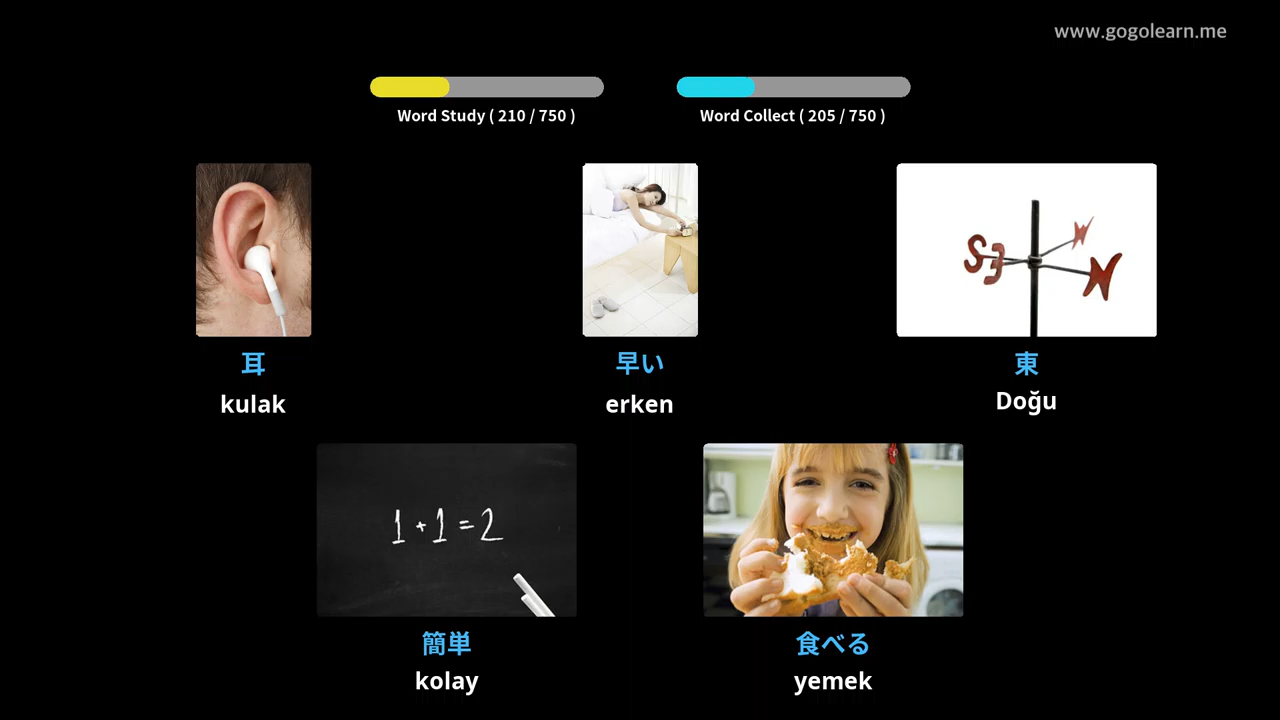 www.gogolearn.me
Word Study ( 210 / 750 )
Word Collect ( 205 / 750 )
S
N
耳
早い
東
kulak
erken
Doğu
1 + 1 = 2
簡単
食べる
kolay
yemek